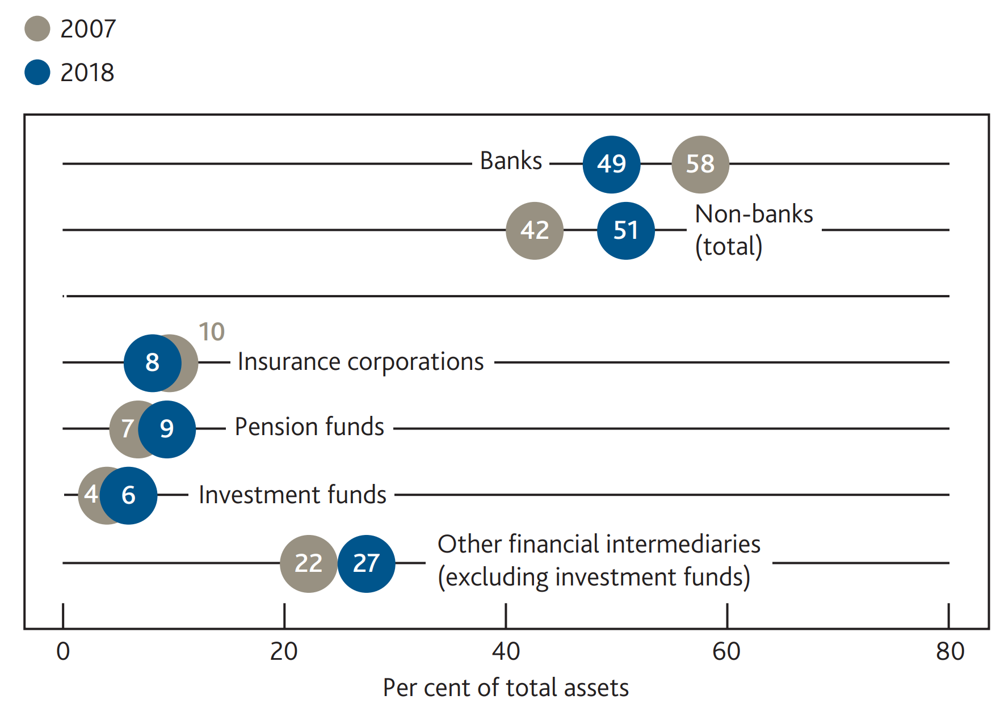 2007
2018
Banks
49
58
42
51
Non-banks
(total)
10
8
Insurance corporations
7
9
Pension funds
4
6
Investment funds
22
27
Other financial intermediaries
(excluding investment funds)
0
20
40
60
80
Per cent of total assets